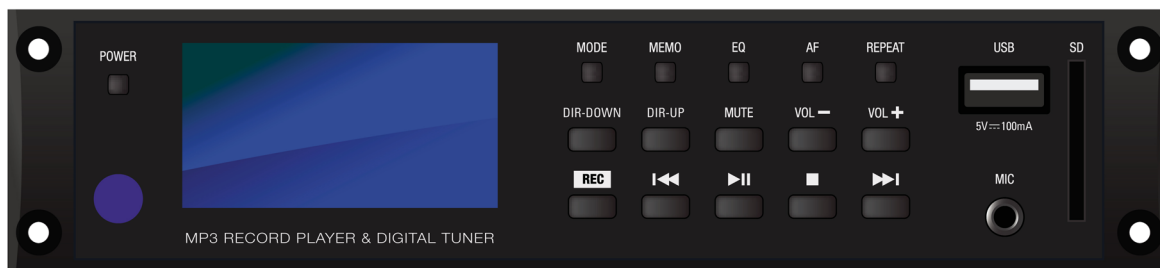 POWER
MODE MEMO EQ AF REPEAT USB SD
DIR-DOWN DIR-UP MUTE VOL − VOL +
5V⎓100mA
REC
MIC
MP3 RECORD PLAYER & DIGITAL TUNER